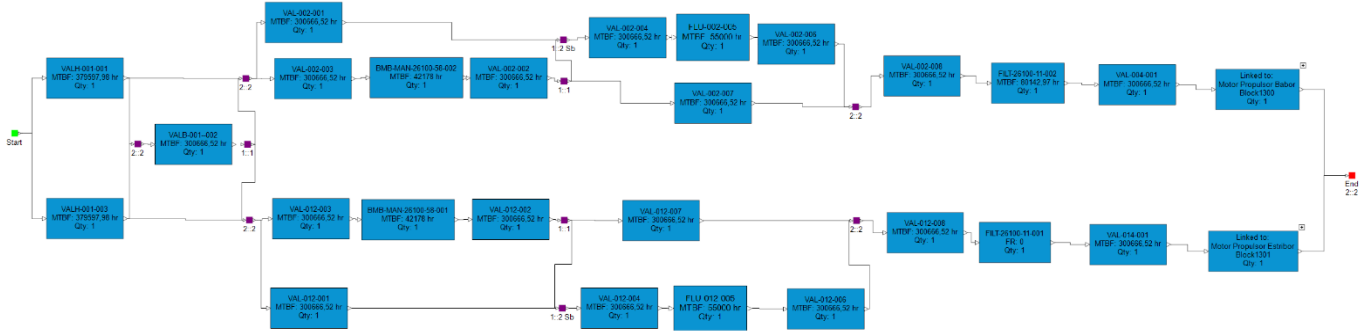 VAL-002-001
MTBF: 300666,52 hr
Qty: 1
1::2 Sb
VAL-002-004
MTBF: 300666,52 hr
Qty: 1
FLU-002-005
MTBF: 55000 hr
Qty: 1
VAL-002-006
MTBF: 300666,52 hr
Qty: 1
VALH-001-001
MTBF: 379597,98 hr
Qty: 1
2::2
VAL-002-003
MTBF: 300666,52 hr
Qty: 1
BMB-MAN-26100-58-002
MTBF: 42178 hr
Qty: 1
VAL-002-002
MTBF: 300666,52 hr
Qty: 1
1::1
VAL-002-007
MTBF: 300666,52 hr
Qty: 1
2::2
VAL-002-008
MTBF: 300666,52 hr
Qty: 1
FILT-26100-11-002
MTBF: 60142,97 hr
Qty: 1
VAL-004-001
MTBF: 300666,52 hr
Qty: 1
Linked to:
Motor Propulsor Babor
Block1300
Qty: 1
Start
2::2
VALB-001-002
MTBF: 300666,52 hr
Qty: 1
1::1
End
2::2
VALH-001-003
MTBF: 379597,98 hr
Qty: 1
2::2
VAL-012-003
MTBF: 300666,52 hr
Qty: 1
BMB-MAN-26100-58-001
MTBF: 42178 hr
Qty: 1
VAL-012-002
MTBF: 300666,52 hr
Qty: 1
1::1
VAL-012-007
MTBF: 300666,52 hr
Qty: 1
2::2
VAL-012-008
MTBF: 300666,52 hr
Qty: 1
FILT-26100-11-001
FR: 0
Qty: 1
VAL-014-001
MTBF: 300666,52 hr
Qty: 1
Linked to:
Motor Propulsor Estribor
Block1301
Qty: 1
VAL-012-001
MTBF: 300666,52 hr
Qty: 1
1::2 Sb
VAL-012-004
MTBF: 300666,52 hr
Qty: 1
FLU-012-005
MTBF: 55000 hr
Qty: 1
VAL-012-006
MTBF: 300666,52 hr
Qty: 1